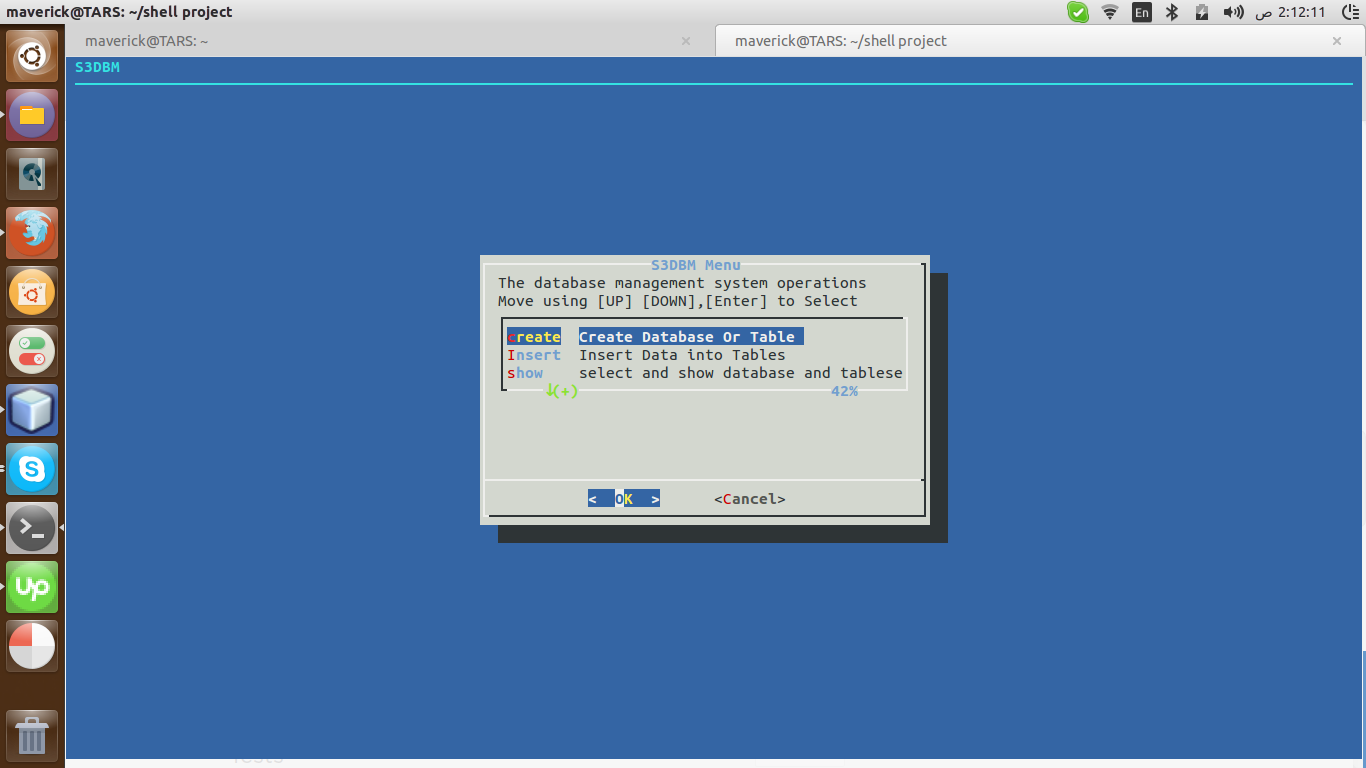 maverick@TARS: ~/shell project
En
2:12:11 ص
maverick@TARS: ~ ×
maverick@TARS: ~/shell project ×
S3DBM
S3DBM Menu
The database management system operations
Move using [UP] [DOWN],[Enter] to Select
create Create Database Or Table
Insert Insert Data into Tables
show select and show database and tablese
↓(+) 42%
< OK > <Cancel>
S
>_
Up